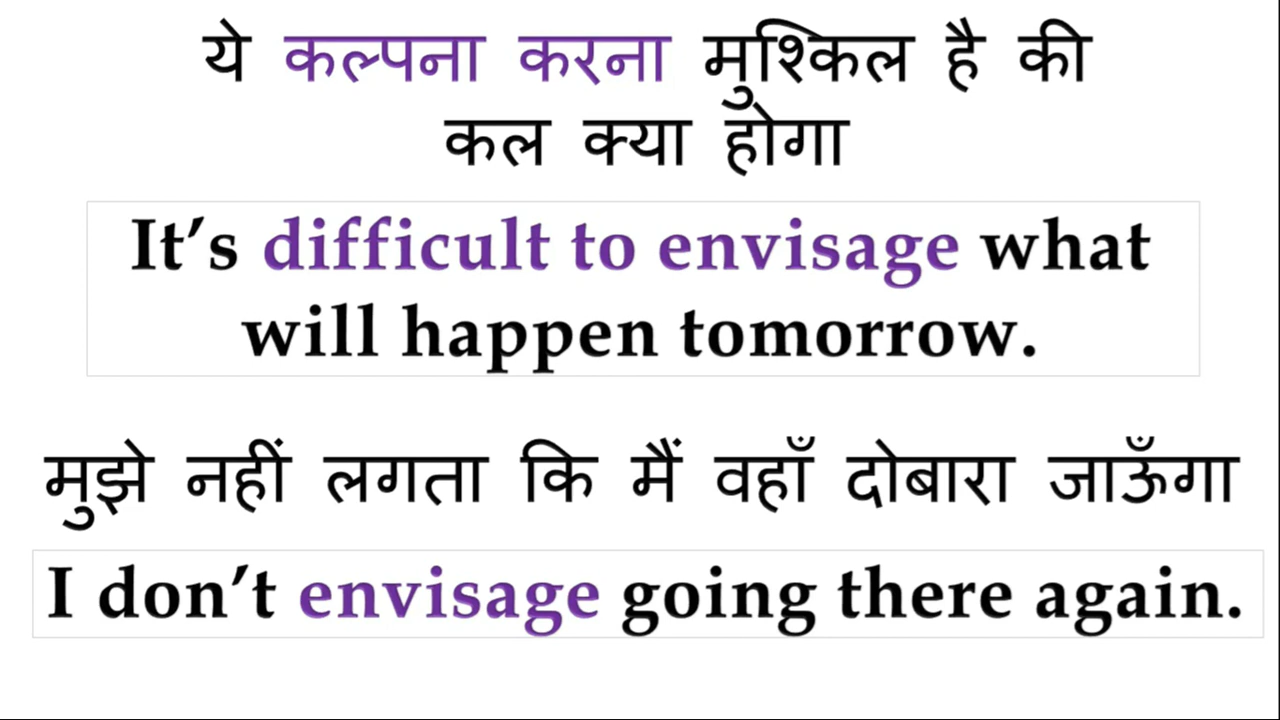 ये कल्पना करना मुश्किल है की
कल क्या होगा
It’s difficult to envisage what
will happen tomorrow.
मुझे नहीं लगता कि मैं वहाँ दोबारा जाऊँगा
I don’t envisage going there again.